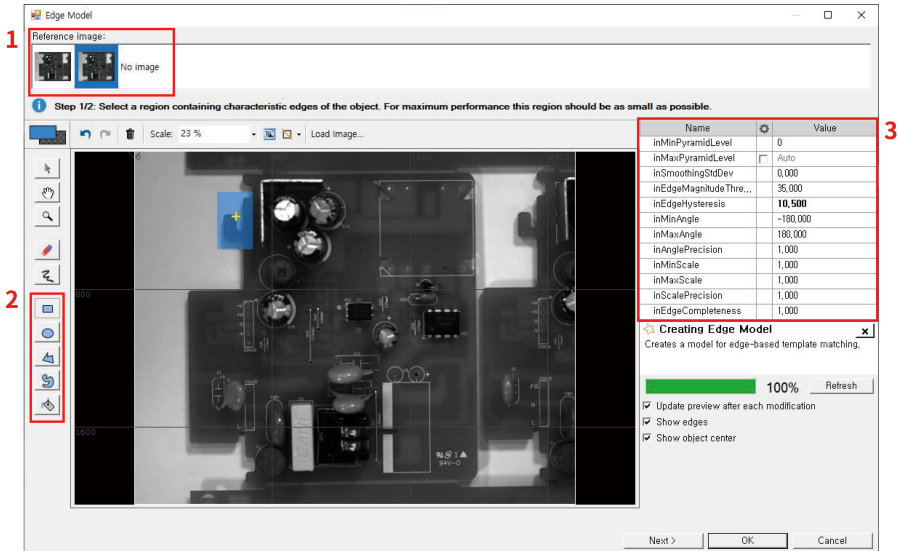 Edge Model
1
Reference image:
No image
Step 1/2: Select a region containing characteristic edges of the object. For maximum performance this region should be as small as possible.
Scale: 23 %
Load Image...
3
Name Value
inMinPyramidLevel 0
inMaxPyramidLevel Auto
inSmoothingStdDev 0,000
inEdgeMagnitudeThre,,, 35,000
inEdgeHysteresis 10,500
inMinAngle -180,000
inMaxAngle 180,000
inAnglePrecision 1,000
inMinScale 1,000
inMaxScale 1,000
inScalePrecision 1,000
inEdgeCompleteness 1,000
2
800
1600
2400
800
1600
94V-0
Creating Edge Model
Creates a model for edge-based template matching,
100% Refresh
Update preview after each modification
Show edges
Show object center
Next > OK Cancel